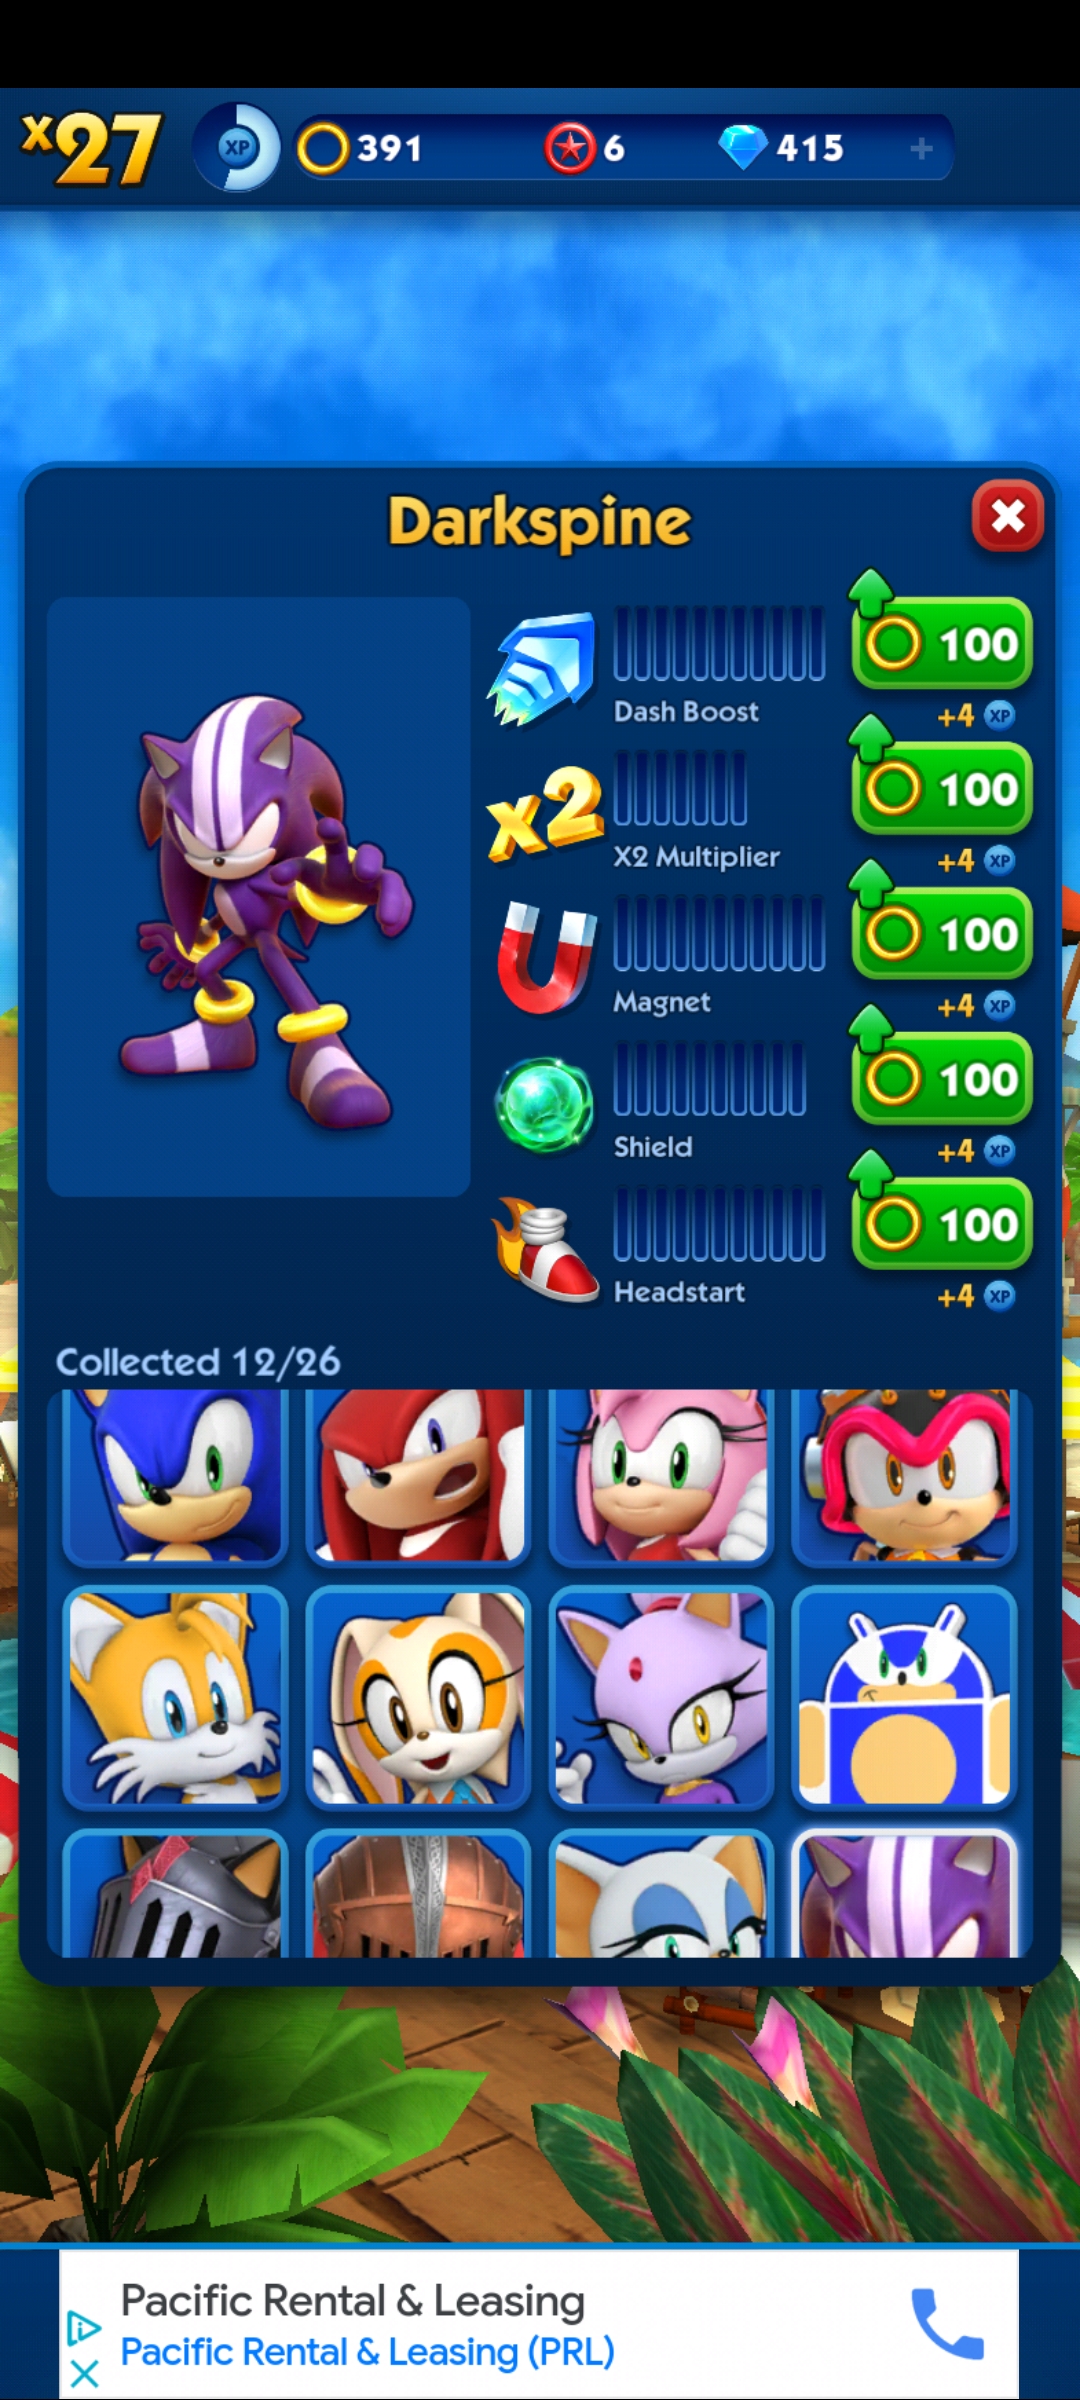 x27
XP
391
6
415
+
Darkspine
100
Dash Boost
+4 XP
x2
100
X2 Multiplier
+4 XP
100
Magnet
+4 XP
100
Shield
+4 XP
100
Headstart
+4 XP
Collected 12/26
Pacific Rental & Leasing
Pacific Rental & Leasing (PRL)